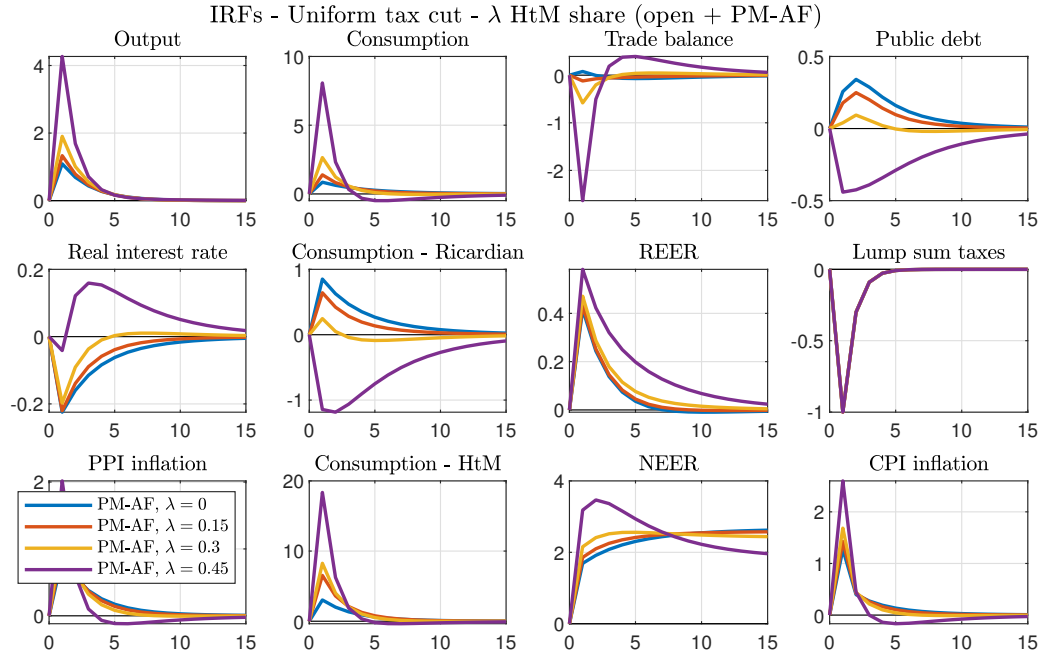 IRFs - Uniform tax cut - λ HtM share (open + PM-AF)
Output
4
2
0
0 5 10 15
Consumption
10
5
0
0 5 10 15
Trade balance
0
-1
-2
0 5 10 15
Public debt
0.5
0
-0.5
0 5 10 15
Real interest rate
0.2
0
-0.2
0 5 10 15
Consumption - Ricardian
1
0
-1
0 5 10 15
REER
0.4
0.2
0
0 5 10 15
Lump sum taxes
0
-0.5
-1
0 5 10 15
PPI inflation
2
0
0 5 10 15
PM-AF, λ = 0
PM-AF, λ = 0.15
PM-AF, λ = 0.3
PM-AF, λ = 0.45
Consumption - HtM
20
10
0
0 5 10 15
NEER
4
2
0
0 5 10 15
CPI inflation
2
1
0
0 5 10 15